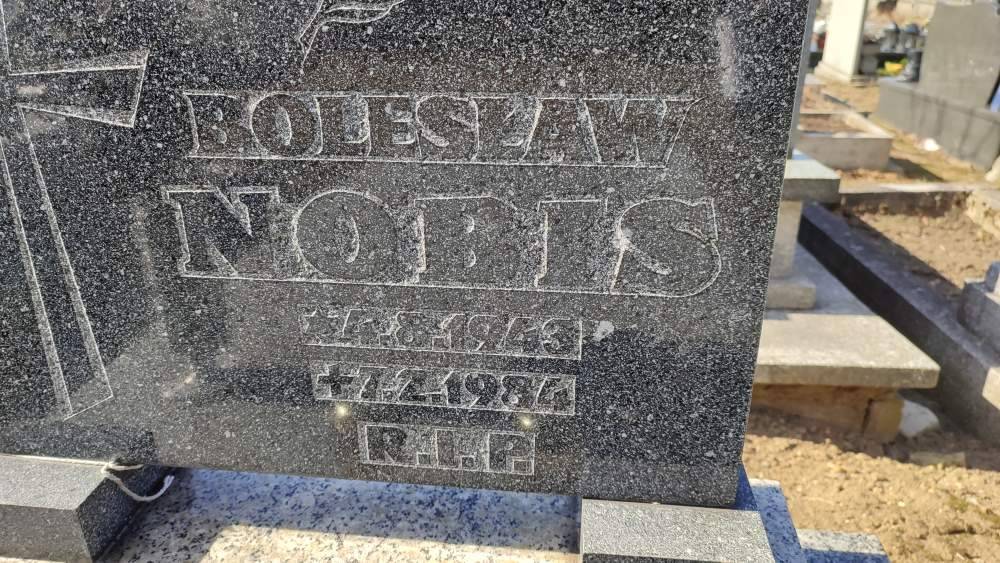 BOLESŁAW
NOBIS
*4.8.1943
✝7.2.1984
R.I.P.